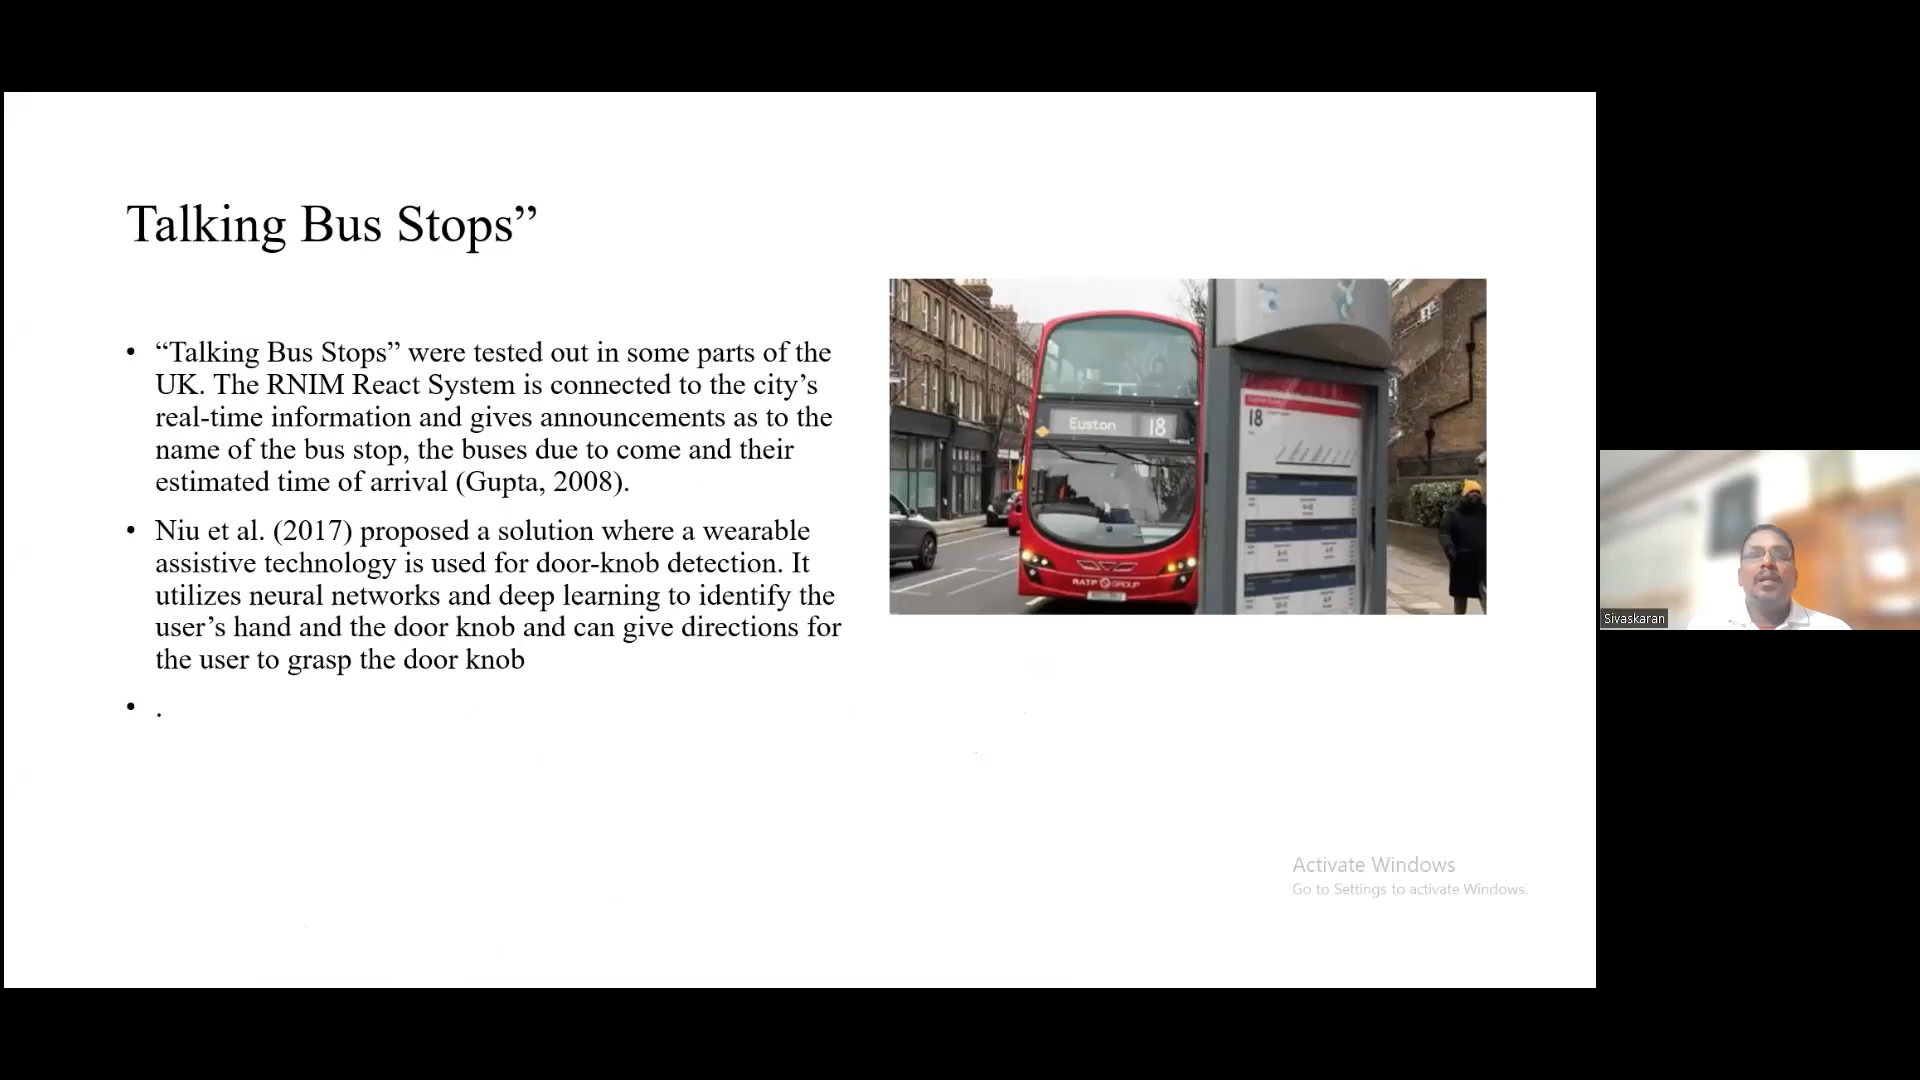 Talking Bus Stops”
• “Talking Bus Stops” were tested out in some parts of the
UK. The RNIM React System is connected to the city’s
real-time information and gives announcements as to the
name of the bus stop, the buses due to come and their
estimated time of arrival (Gupta, 2008).
• Niu et al. (2017) proposed a solution where a wearable
assistive technology is used for door-knob detection. It
utilizes neural networks and deep learning to identify the
user’s hand and the door knob and can give directions for
the user to grasp the door knob
• .
Euston 18
RATP GROUP
18
Sivaskaran
Activate Windows
Go to Settings to activate Windows.